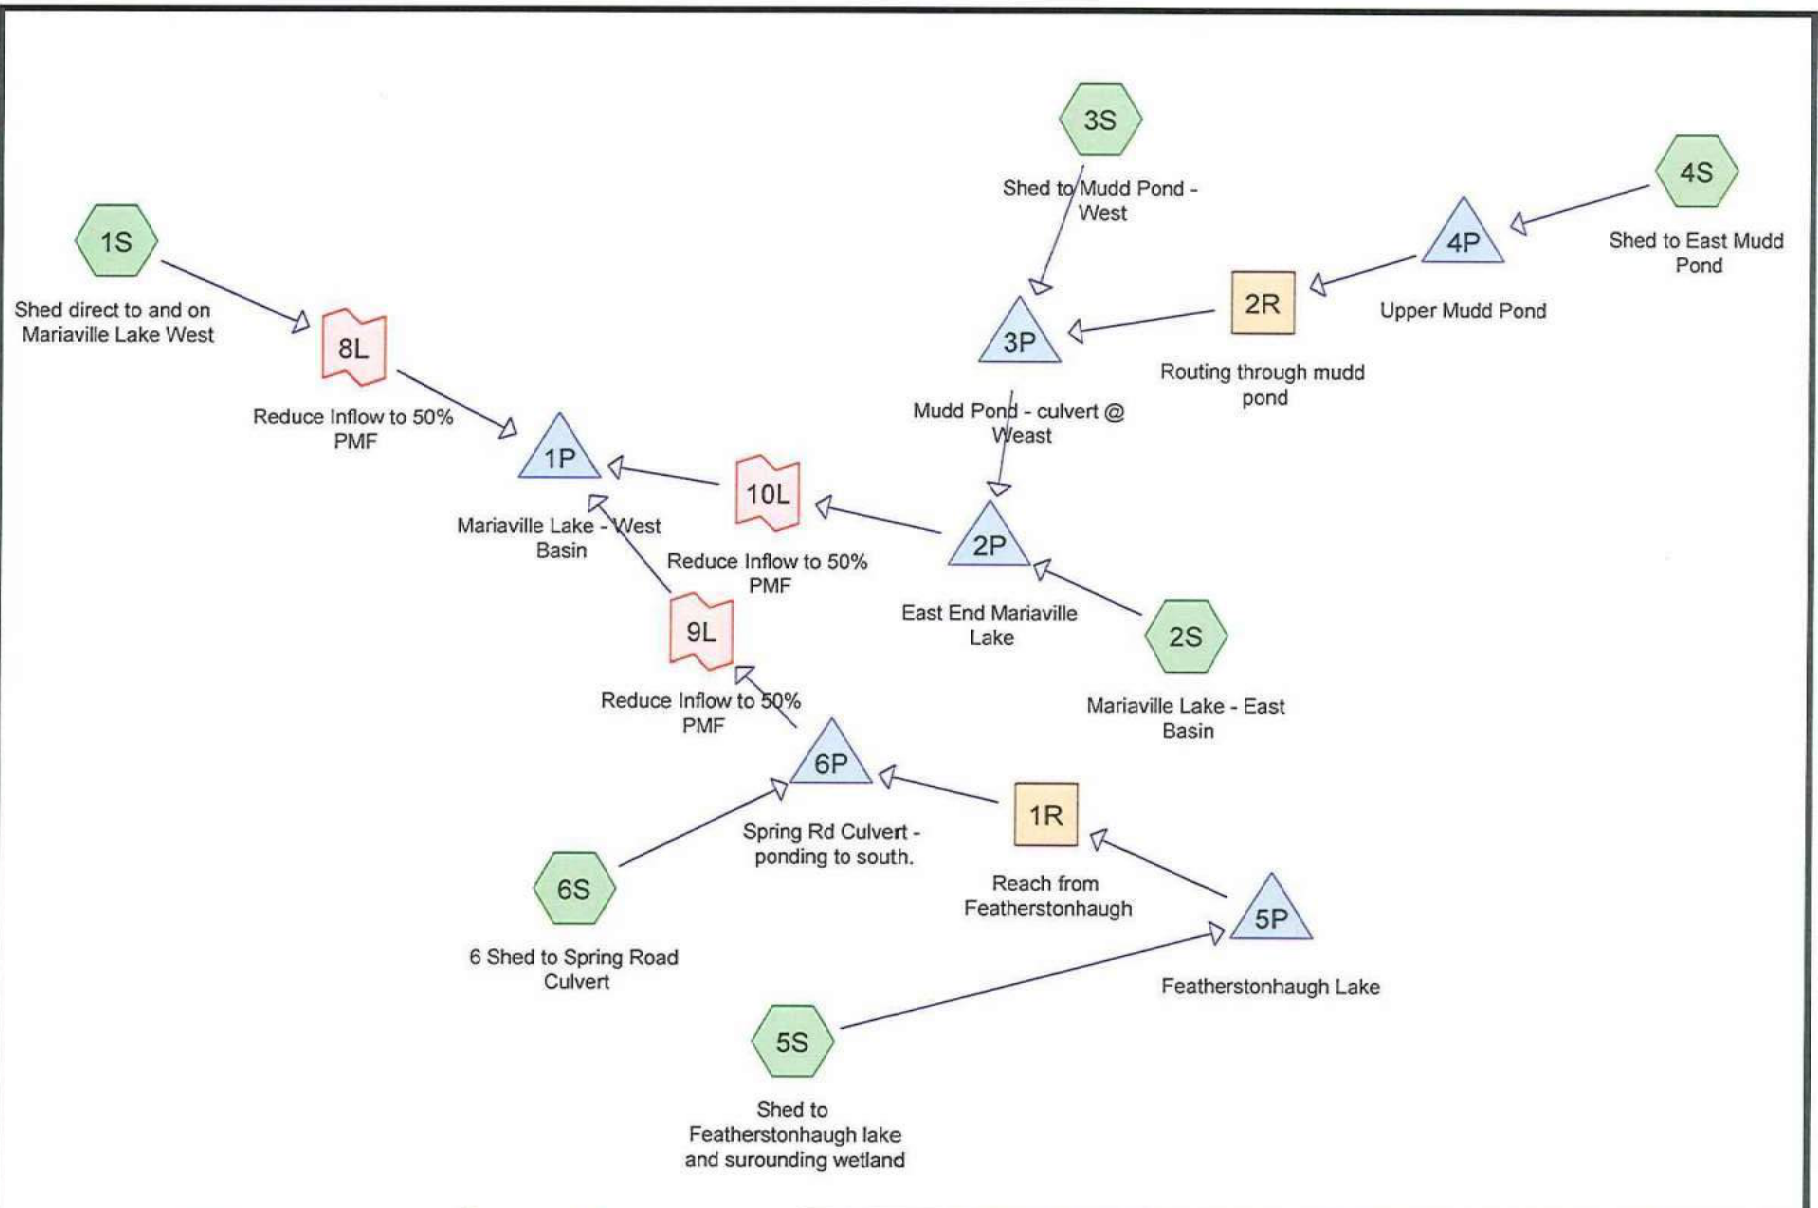 3S
Shed to Mudd Pond -
West
4S
Shed to East Mudd
Pond
4P
Upper Mudd Pond
2R
Routing through mudd
pond
3P
Mudd Pond - culvert @
Weast
1S
Shed direct to and on
Mariaville Lake West
8L
Reduce Inflow to 50%
PMF
1P
Mariaville Lake - West
Basin
10L
Reduce Inflow to 50%
PMF
2P
East End Mariaville
Lake
2S
Mariaville Lake - East
Basin
9L
Reduce Inflow to 50%
PMF
6P
Spring Rd Culvert -
ponding to south.
1R
Reach from
Featherstonhaugh
6S
6 Shed to Spring Road
Culvert
5P
Featherstonhaugh Lake
5S
Shed to
Featherstonhaugh lake
and surounding wetland